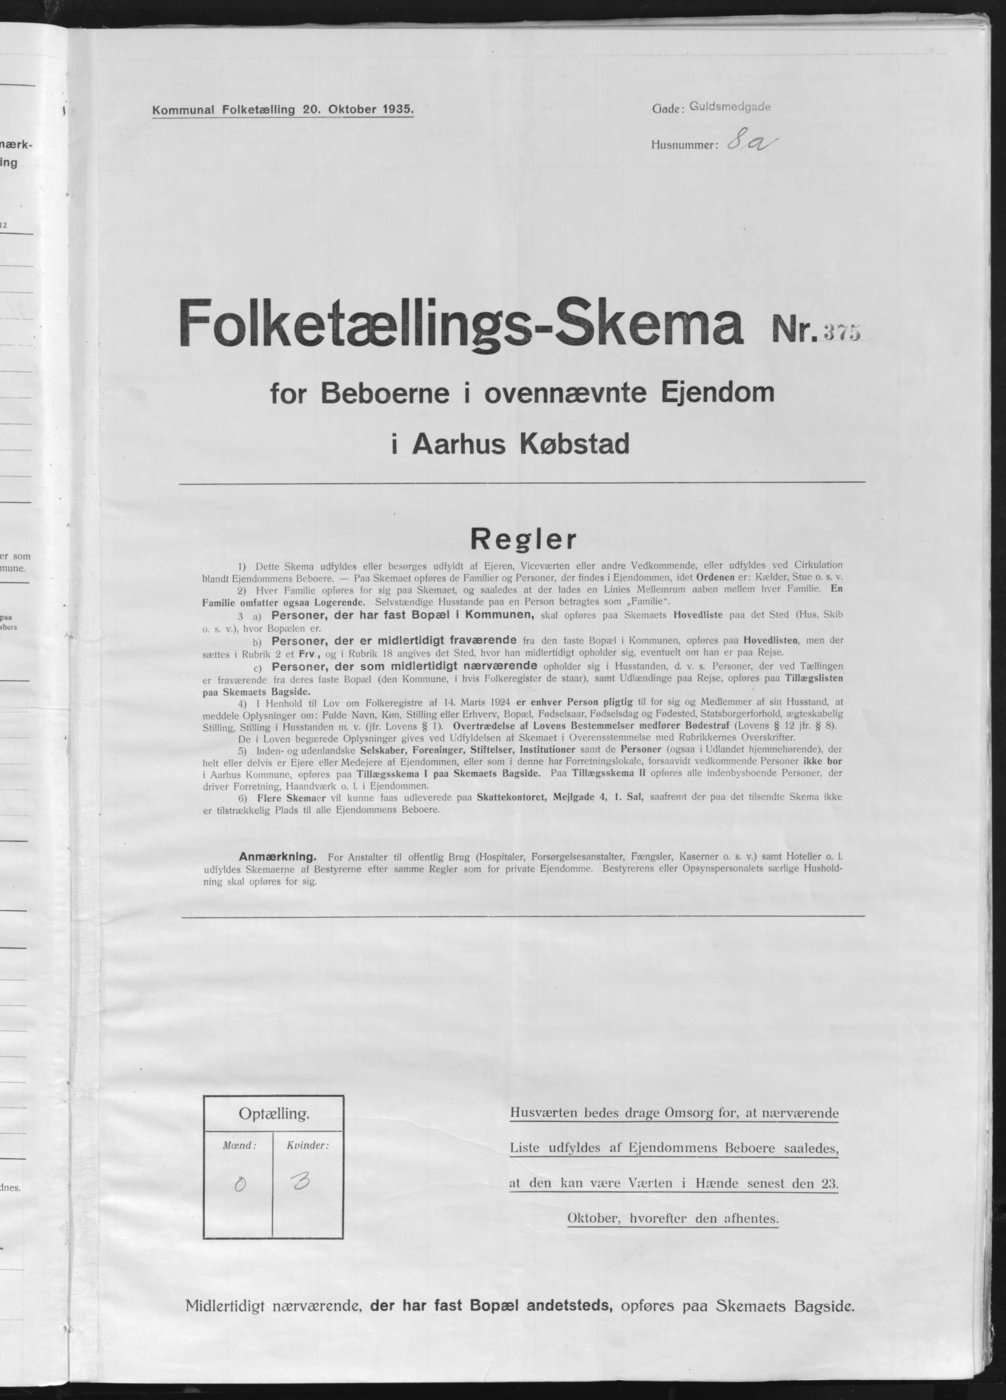 Kommunal Folketælling 20. Oktober 1935.
Gade: Guldsmedgade
Husnummer: 8a
Folketællings-Skema Nr. 375
for Beboerne i ovennævnte Ejendom
i Aarhus Købstad
Regler
1) Dette Skema udfyldes eller besørges udfyldt af Ejeren, Viceværten eller andre Vedkommende, eller udfyldes ved Cirkulation
blandt Ejendommens Beboere. — Paa Skemaet opføres de Familier og Personer, der findes i Ejendommen, idet Ordenen er: Kælder, Stue o. s. v.
2) Hver Familie opføres for sig paa Skemaet, og saaledes at der lades en Linies Mellemrum aaben mellem hver Familie. En
Familie omfatter ogsaa Logerende. Selvstændige Husstande paa en Person betragtes som „Familie“.
3 a) Personer, der har fast Bopæl i Kommunen, skal opføres paa Skemaets Hovedliste paa det Sted (Hus, Skib
o. s. v.), hvor Bopælen er.
b) Personer, der er midlertidigt fraværende fra den faste Bopæl i Kommunen, opføres paa Hovedlisten, men der
sættes i Rubrik 2 et Frv., og i Rubrik 18 angives det Sted, hvor han midlertidigt opholder sig, eventuelt om han er paa Rejse.
c) Personer, der som midlertidigt nærværende opholder sig i Husstanden, d. v. s. Personer, der ved Tællingen
er fraværende fra deres faste Bopæl (den Kommune, i hvis Folkeregister de staar), samt Udlændinge paa Rejse, opføres paa Tillægslisten
paa Skemaets Bagside.
4) I Henhold til Lov om Folkeregistre af 14. Marts 1924 er enhver Person pligtig til for sig og Medlemmer af sin Husstand, at
meddele Oplysninger om: Fulde Navn, Køn, Stilling eller Erhverv, Bopæl, Fødselsaar, Fødselsdag og Fødested, Statsborgerforhold, ægteskabelig
Stilling, Stilling i Husstanden m. v. (jfr. Lovens § 1). Overtrædelse af Lovens Bestemmelser medfører Bødestraf (Lovens § 12 jfr. § 8).
De i Loven begærede Oplysninger gives ved Udfyldelsen af Skemaet i Overensstemmelse med Rubrikkernes Overskrifter.
5) Inden- og udenlandske Selskaber, Foreninger, Stiftelser, Institutioner samt de Personer (ogsaa i Udlandet hjemmehørende), der
helt eller delvis er Ejere eller Medejere af Ejendommen, eller som i denne har Forretningslokale, forsaavidt vedkommende Personer ikke bor
i Aarhus Kommune, opføres paa Tillægsskema I paa Skemaets Bagside. Paa Tillægsskema II opføres alle indenbysboende Personer, der
driver Forretning, Haandværk o. l. i Ejendommen.
6) Flere Skemaer vil kunne faas udleverede paa Skattekontoret, Mejlgade 4, 1. Sal, saafremt der paa det tilsendte Skema ikke
er tilstrækkelig Plads til alle Ejendommens Beboere.
Anmærkning. For Anstalter til offentlig Brug (Hospitaler, Forsørgelsesanstalter, Fængsler, Kaserner o. s. v.) samt Hoteller o. l.
udfyldes Skemaerne af Bestyrerne efter samme Regler som for private Ejendomme. Bestyrerens eller Opsynspersonalets særlige Hushold-
ning skal opføres for sig.
Optælling.
Mænd: Kvinder:
0 3
Husværten bedes drage Omsorg for, at nærværende
Liste udfyldes af Ejendommens Beboere saaledes,
at den kan være Værten i Hænde senest den 23.
Oktober, hvorefter den afhentes.
Midlertidigt nærværende, der har fast Bopæl andetsteds, opføres paa Skemaets Bagside.